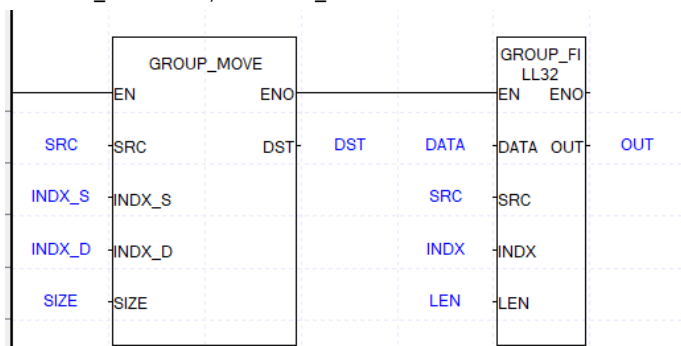 GROUP_MOVE
EN ENO
SRC SRC DST DST
INDX_S INDX_S
INDX_D INDX_D
SIZE SIZE
GROUP_FI
LL32
EN ENO
DATA DATA OUT OUT
SRC SRC
INDX INDX
LEN LEN